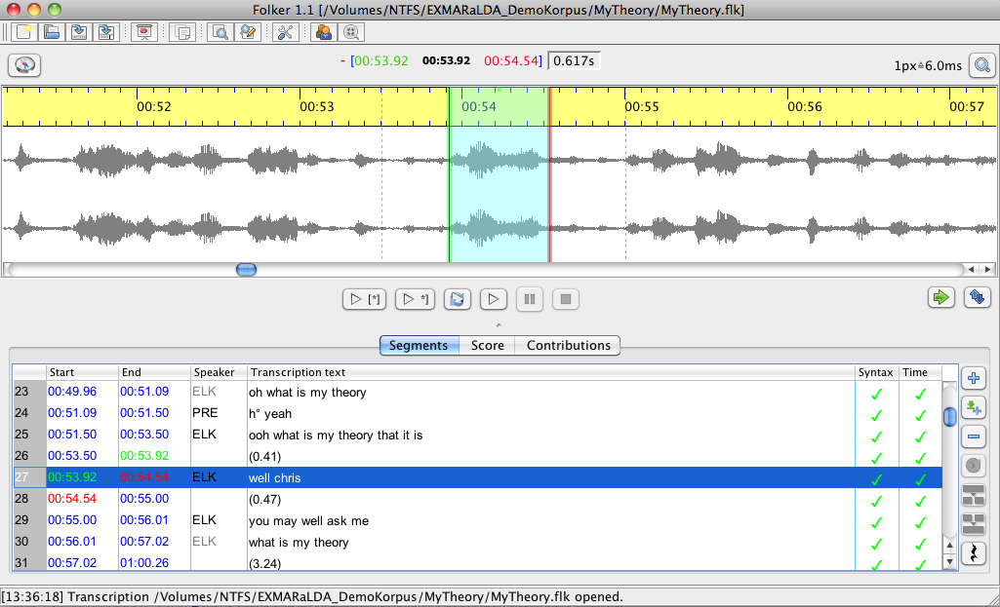 Folker 1.1 [/Volumes/NTFS/EXMARaLDA_DemoKorpus/MyTheory/MyTheory.flk]
- [00:53.92 00:53.92 00:54.54] 0.617s 1px≙6.0ms
00:52 00:53 00:54 00:55 00:56 00:57
[*] *]
Segments Score Contributions
Start End Speaker Transcription text Syntax Time
23 00:49.96 00:51.09 ELK oh what is my theory ✓ ✓
24 00:51.09 00:51.50 PRE h° yeah ✓ ✓
25 00:51.50 00:53.50 ELK ooh what is my theory that it is ✓ ✓
26 00:53.50 00:53.92 (0.41) ✓ ✓
27 00:53.92 00:54.54 ELK well chris ✓ ✓
28 00:54.54 00:55.00 (0.47) ✓ ✓
29 00:55.00 00:56.01 ELK you may well ask me ✓ ✓
30 00:56.01 00:57.02 ELK what is my theory ✓ ✓
31 00:57.02 01:00.26 (3.24) ✓ ✓
[13:36:18] Transcription /Volumes/NTFS/EXMARaLDA_DemoKorpus/MyTheory/MyTheory.flk opened.